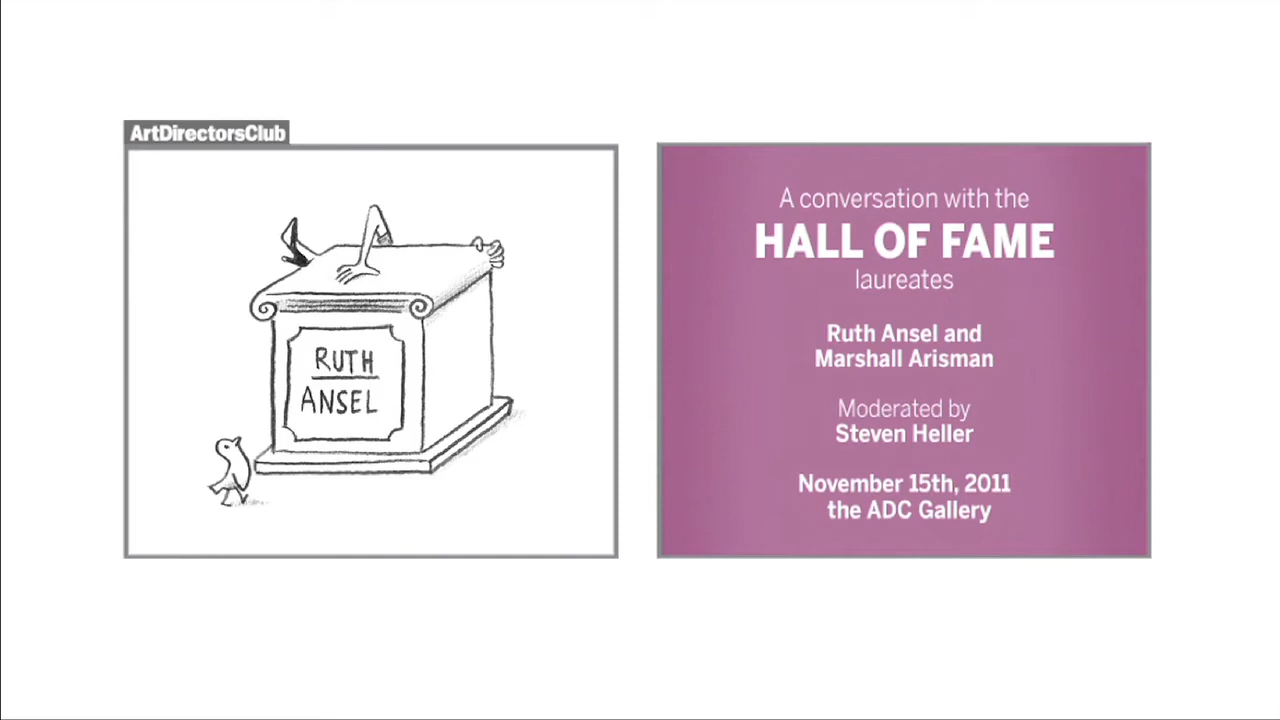 ArtDirectorsClub
RUTH
ANSEL
A conversation with the
HALL OF FAME
laureates
Ruth Ansel and
Marshall Arisman
Moderated by
Steven Heller
November 15th, 2011
the ADC Gallery